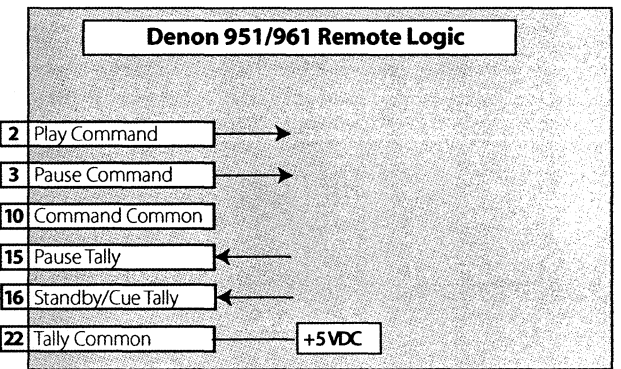 Denon 951/961 Remote Logic
2 Play Command
3 Pause Command
10 Command Common
15 Pause Tally
16 Standby/Cue Tally
22 Tally Common +5 VDC